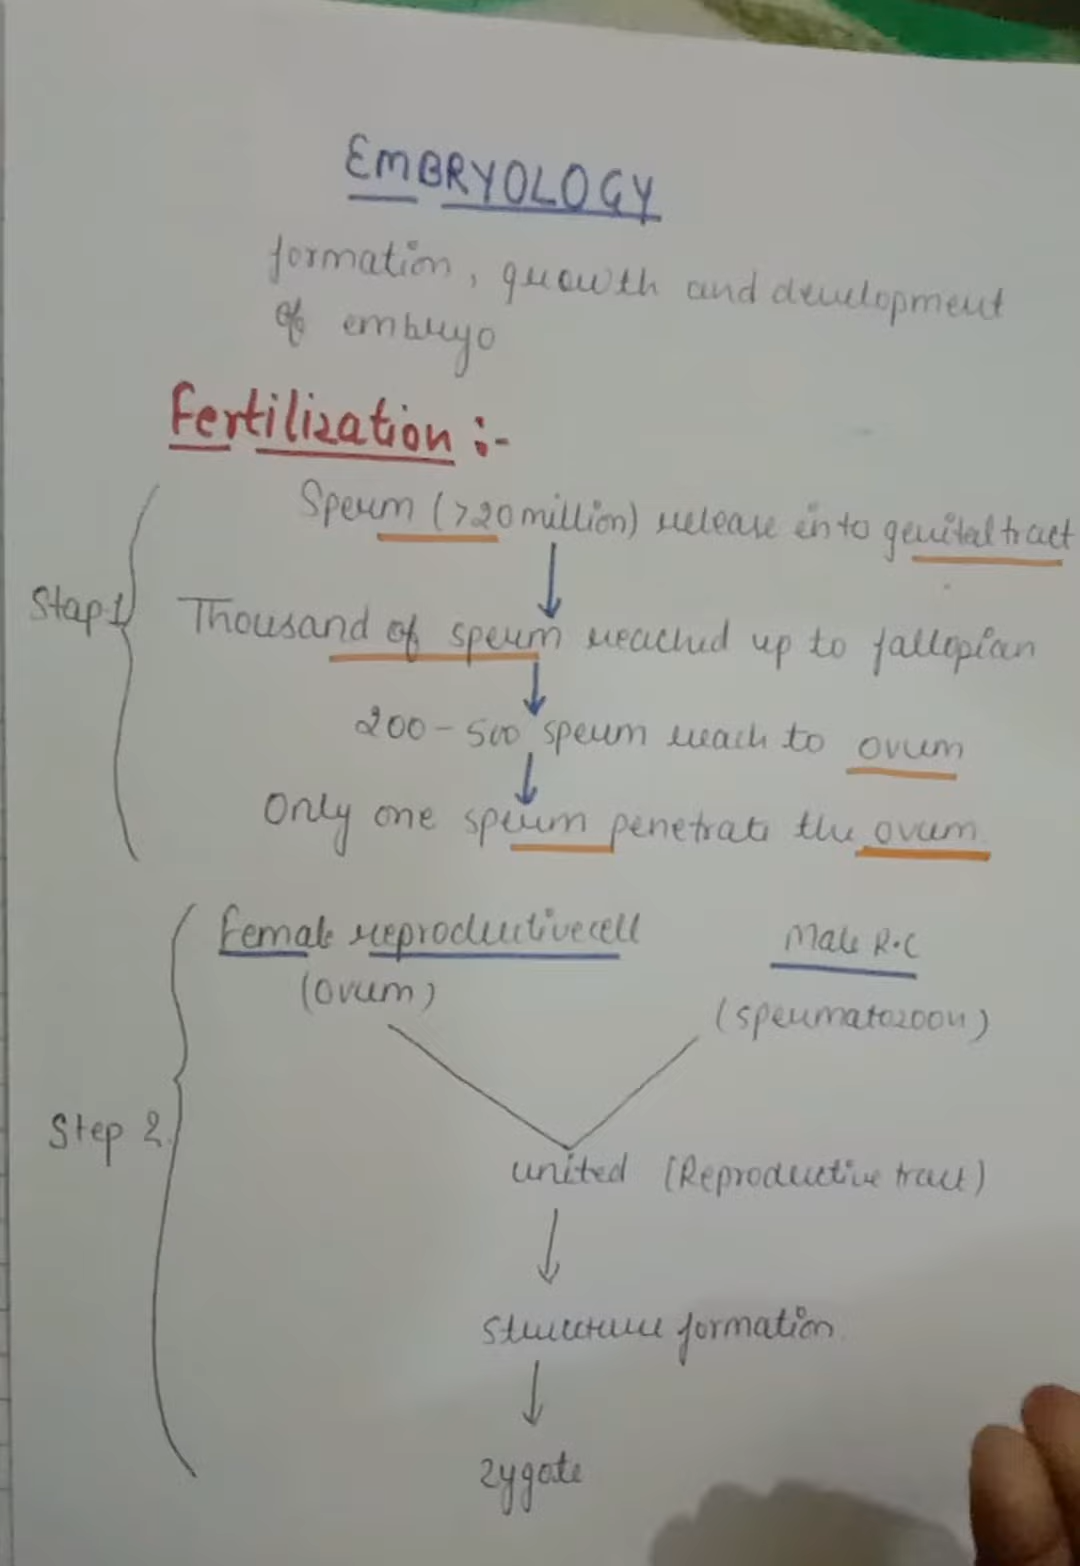 EMBRYOLOGY
formation, growth and development
of embryo
Fertilization :-
Sperm (>20 million) release into genital tract
Stap 1
Thousand of sperm reached up to fallopian
200 - 500 sperm reach to ovum
Only one sperm penetrate the ovum
Female reproductive cell
Male R.C
(ovum)
(spermatozoon)
Step 2.
united (Reproductive tract)
structure formation
zygote